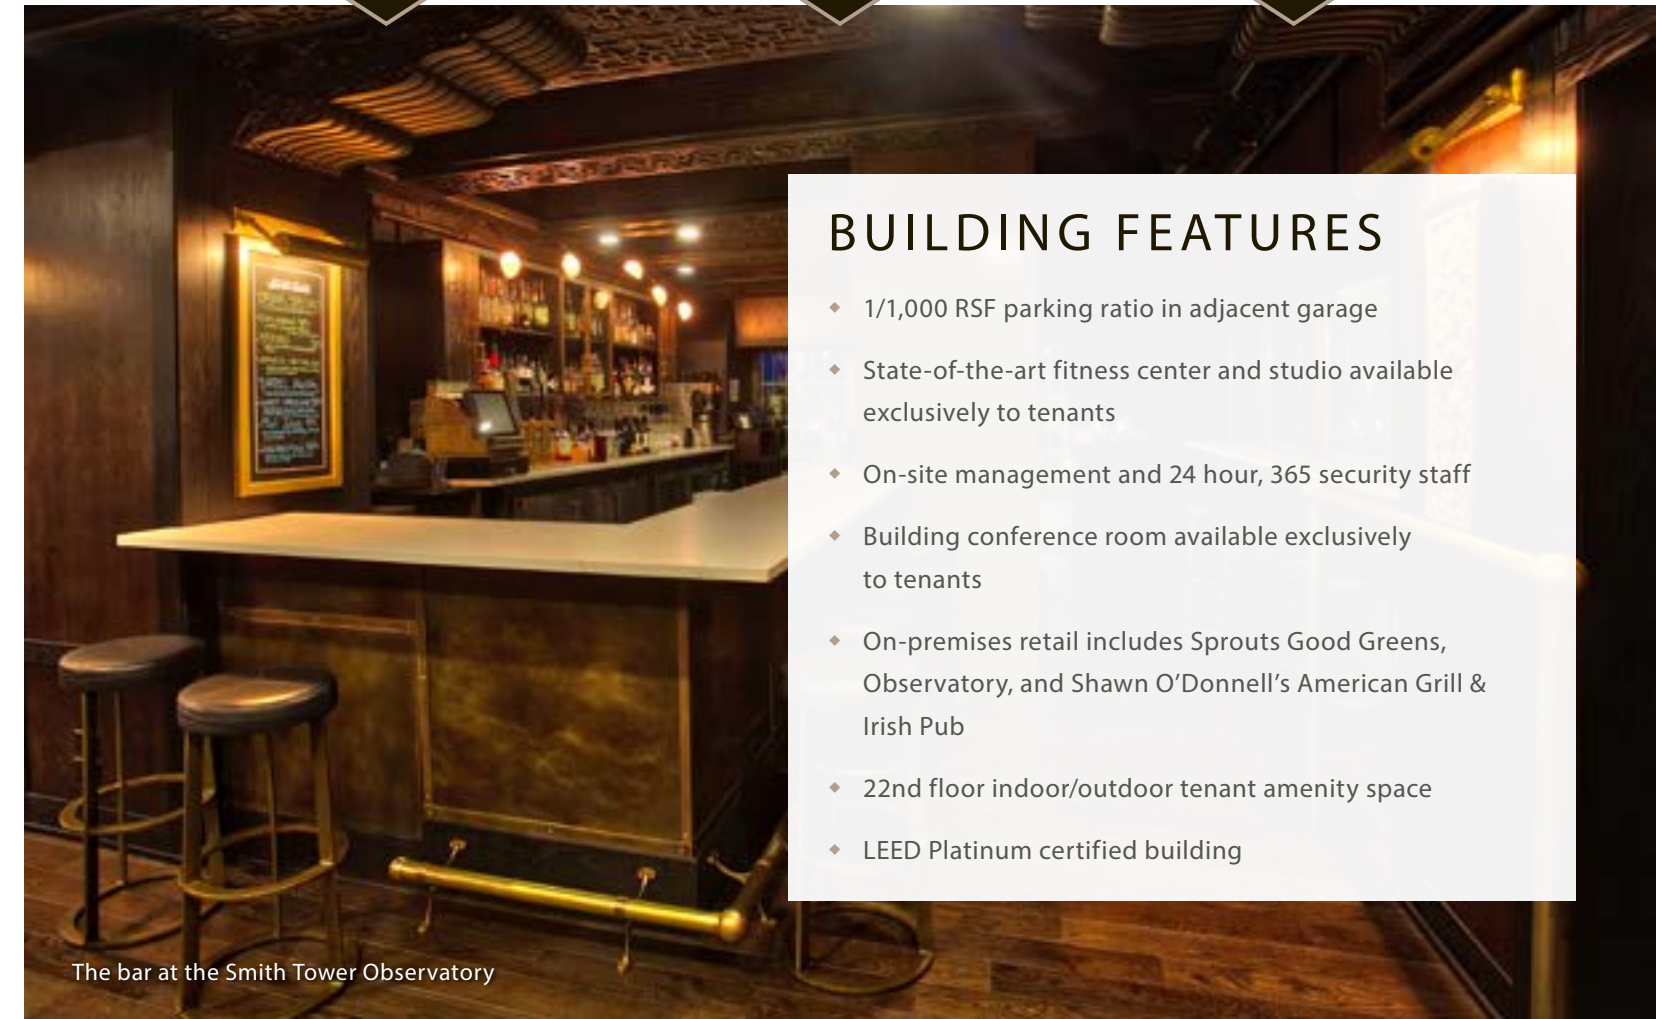 BUILDING FEATURES
1/1,000 RSF parking ratio in adjacent garage
State-of-the-art fitness center and studio available
exclusively to tenants
On-site management and 24 hour, 365 security staff
Building conference room available exclusively
to tenants
On-premises retail includes Sprouts Good Greens,
Observatory, and Shawn O’Donnell’s American Grill &
Irish Pub
22nd floor indoor/outdoor tenant amenity space
LEED Platinum certified building
The bar at the Smith Tower Observatory